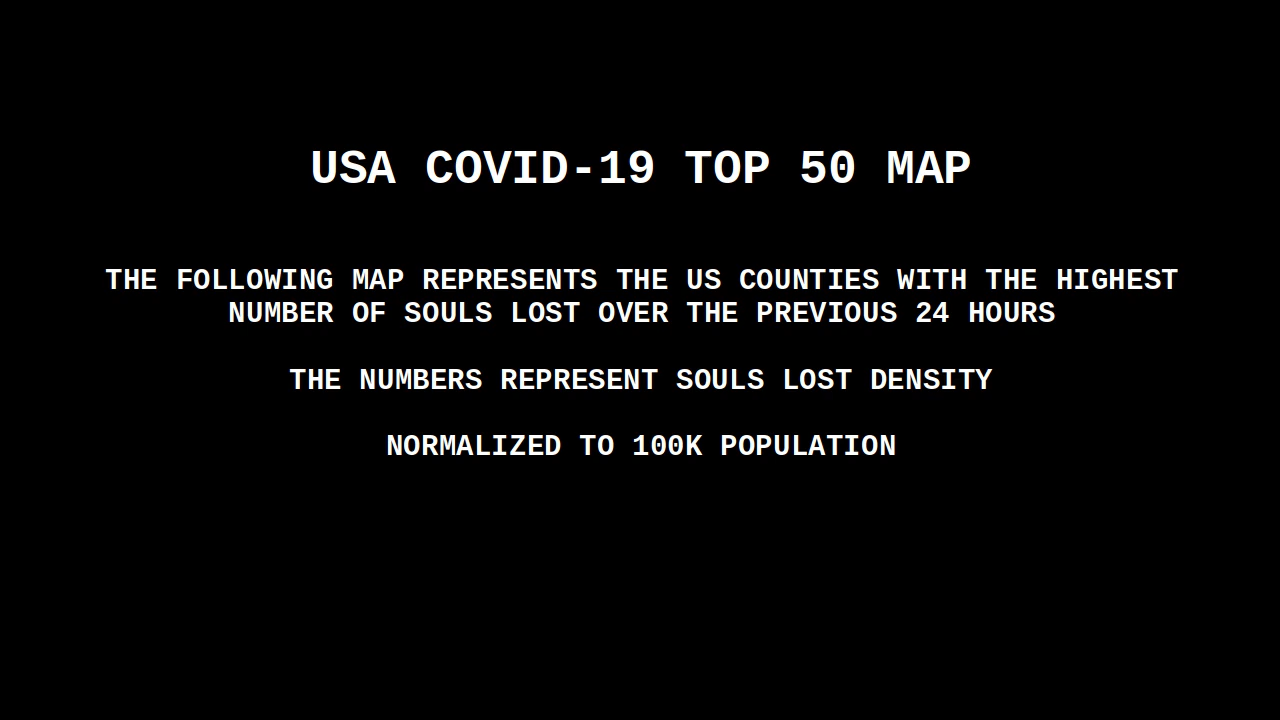 USA COVID-19 TOP 50 MAP
THE FOLLOWING MAP REPRESENTS THE US COUNTIES WITH THE HIGHEST
NUMBER OF SOULS LOST OVER THE PREVIOUS 24 HOURS
THE NUMBERS REPRESENT SOULS LOST DENSITY
NORMALIZED TO 100K POPULATION